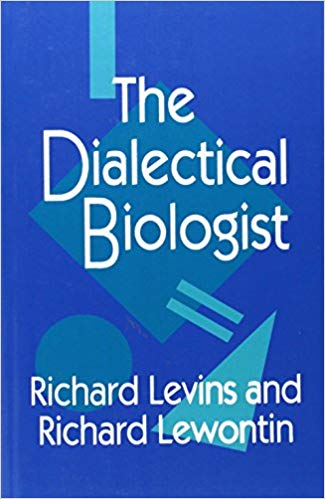 The
Dialectical
Biologist
Richard Levins and
Richard Lewontin